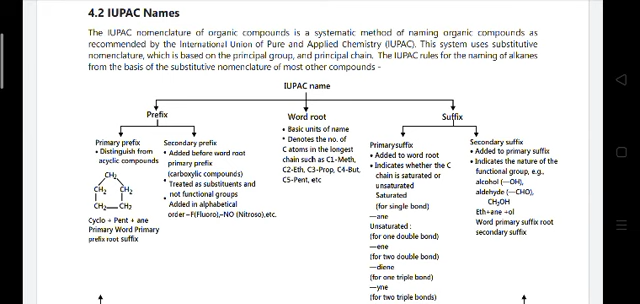 4.2 IUPAC Names
The IUPAC nomenclature of organic compounds is a systematic method of naming organic compounds as
recommended by the International Union of Pure and Applied Chemistry (IUPAC). This system uses substitutive
nomenclature, which is based on the principal group, and principal chain. The IUPAC rules for the naming of alkanes
from the basis of the substitutive nomenclature of most other compounds -
IUPAC name
Prefix
Word root
Suffix
Primary prefix
• Distinguish from
acyclic compounds
CH₂
CH₂ CH₂
CH₂—CH₂
Cyclo + Pent + ane
Primary Word Primary
prefix root suffix
Secondary prefix
• Added before word root
primary prefix
(carboxylic compounds)
• Treated as substituents and
not functional groups
• Added in alphabetical
order –F(Fluoro),–NO (Nitroso),etc.
• Basic units of name
• Denotes the no. of
C atoms in the longest
chain such as C1-Meth,
C2-Eth, C3-Prop, C4-But,
C5-Pent, etc
Primary suffix
• Added to word root
• Indicates whether the C
chain is saturated or
unsaturated
Saturated
(for single bond)
—ane
Unsaturated :
(for one double bond)
—ene
(for two double bond)
—diene
(for one triple bond)
—yne
(for two triple bonds)
Secondary suffix
• Added to primary suffix
• Indicates the nature of the
functional group, e.g.,
alcohol (—OH),
aldehyde (—CHO),
CH₃OH
Eth+ane +ol
Word primary suffix root
secondary suffix